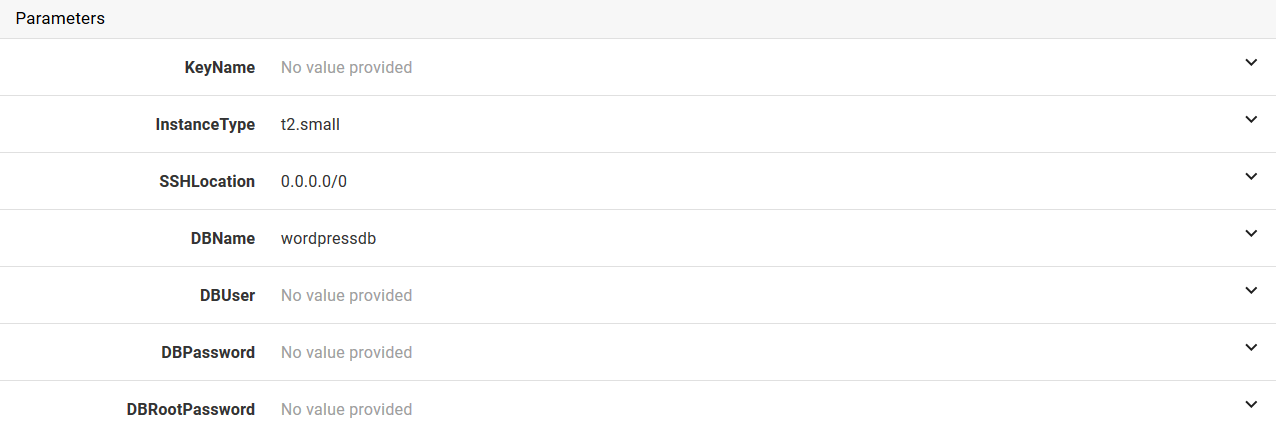 Parameters
KeyName No value provided
InstanceType t2.small
SSHLocation 0.0.0.0/0
DBName wordpressdb
DBUser No value provided
DBPassword No value provided
DBRootPassword No value provided